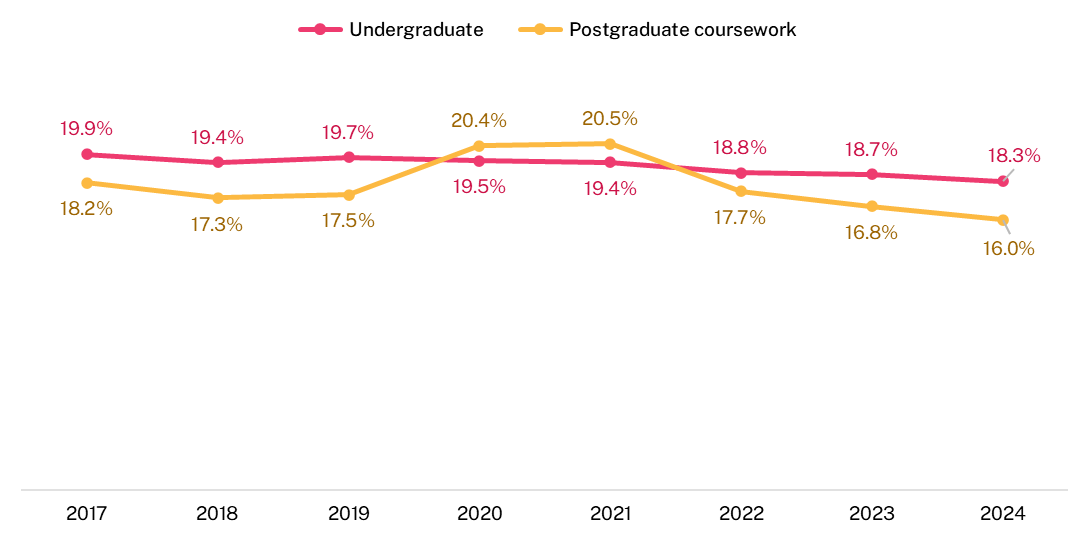 Undergraduate Postgraduate coursework
20.4% 20.5%
19.9% 19.4% 19.7%
18.8% 18.7% 18.3%
19.5% 19.4%
18.2% 17.3% 17.5%
17.7% 16.8% 16.0%
2017 2018 2019 2020 2021 2022 2023 2024